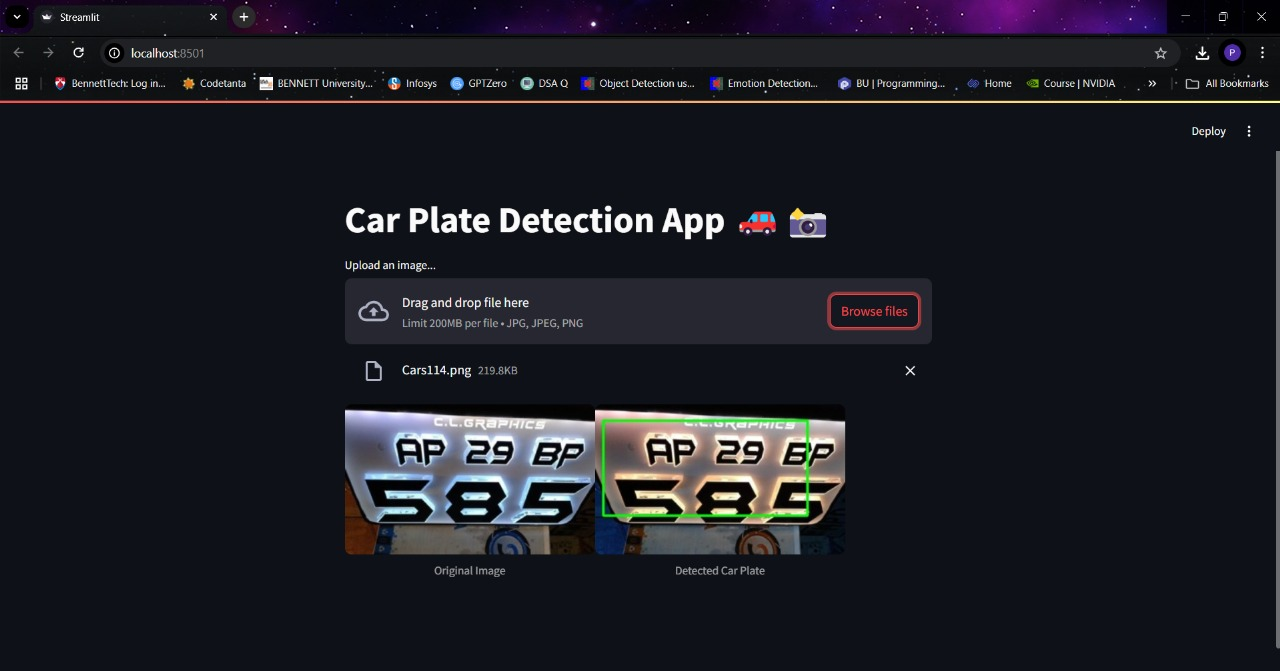 Streamlit
localhost:8501
P
BennettTech: Log in...
Codetanta
BENNETT University...
Infosys
GPTZero
DSA Q
Object Detection us...
Emotion Detection...
BU | Programming...
Home
Course | NVIDIA
All Bookmarks
Deploy
Car Plate Detection App
Upload an image...
Drag and drop file here
Limit 200MB per file • JPG, JPEG, PNG
Browse files
Cars114.png 219.8KB
C.L.GRAPHICS
AP 29 BP
585
C.L.GRAPHICS
AP 29 BP
585
Original Image
Detected Car Plate